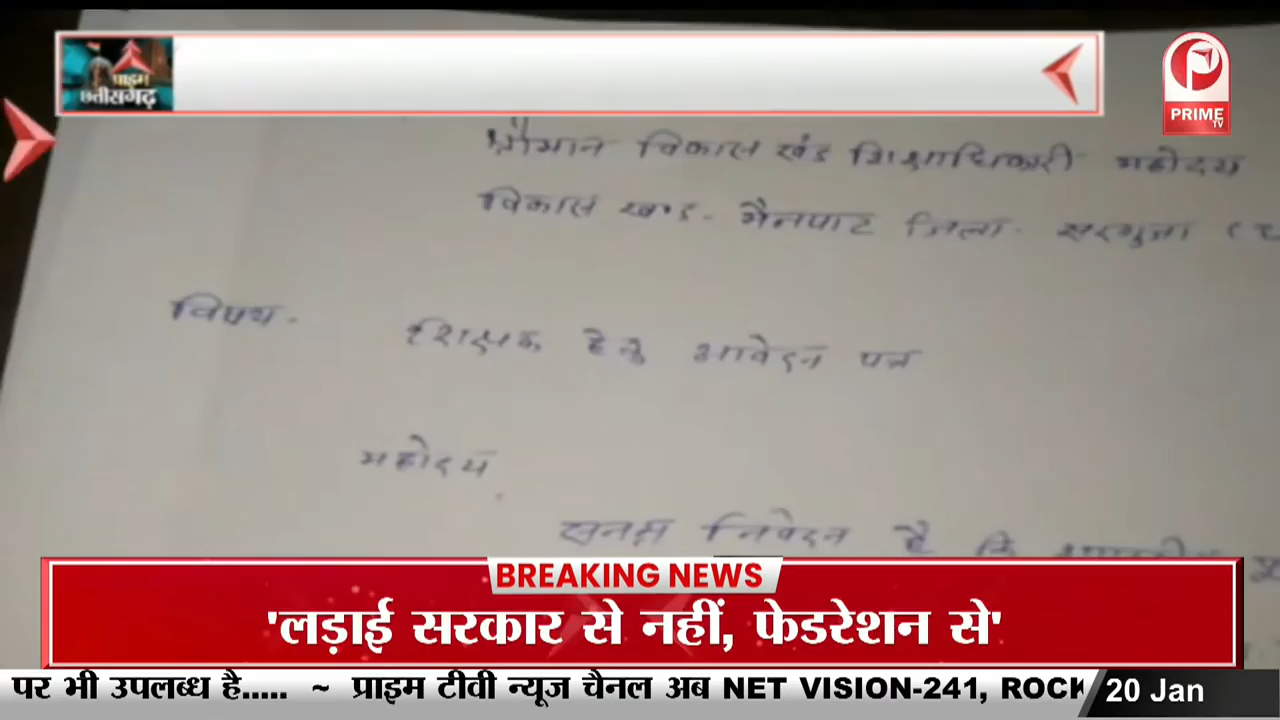 प्राइम
छत्तीसगढ़
PRIME
TV
श्रीमान विकास खंड शिक्षाधिकारी महोदय
विकास खण्ड - मैनपाट जिला - सरगुजा
विषय - शिक्षक हेतु आवेदन पत्र
महोदय
निवेदन है कि
BREAKING NEWS
'लड़ाई सरकार से नहीं, फेडरेशन से'
पर भी उपलब्ध है..... ~ प्राइम टीवी न्यूज चैनल अब NET VISION-241, ROCK
20 Jan